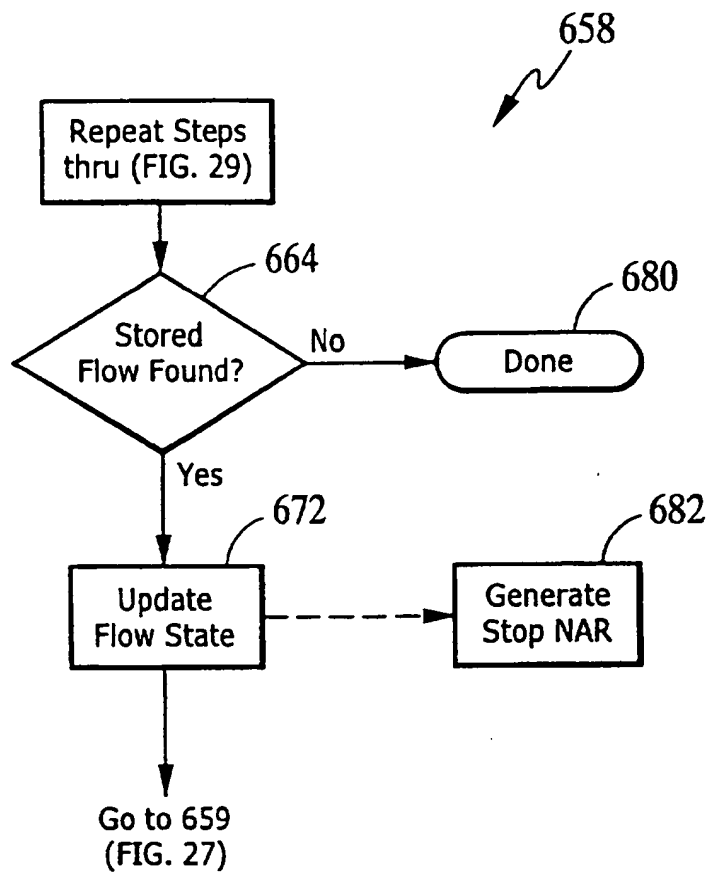 658
Repeat Steps
thru (FIG. 29)
664
Stored
Flow Found?
No
680
Done
Yes
672
Update
Flow State
682
Generate
Stop NAR
Go to 659
(FIG. 27)